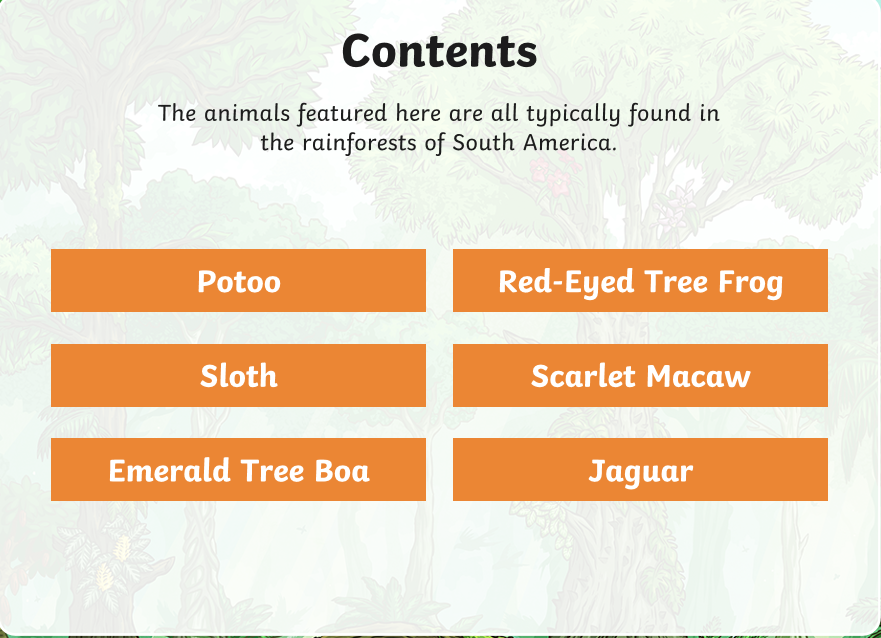 Contents
The animals featured here are all typically found in
the rainforests of South America.
Potoo
Red-Eyed Tree Frog
Sloth
Scarlet Macaw
Emerald Tree Boa
Jaguar